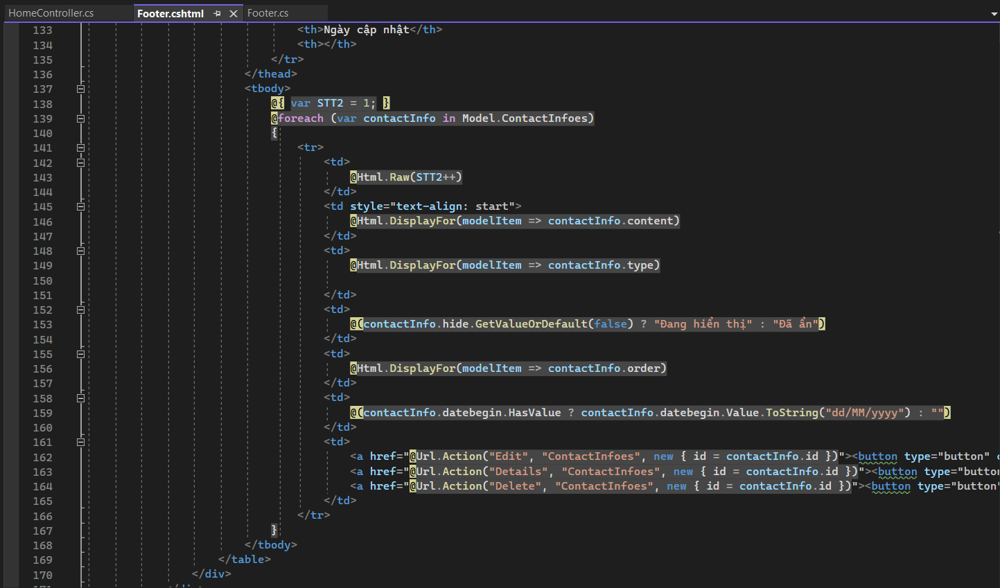 HomeController.cs Footer.cshtml Footer.cs
133 <th>Ngày cập nhật</th>
134 <th></th>
135 </tr>
136 </thead>
137 <tbody>
138 @{ var STT2 = 1; }
139 @foreach (var contactInfo in Model.ContactInfoes)
140 {
141 <tr>
142 <td>
143 @Html.Raw(STT2++)
144 </td>
145 <td style="text-align: start">
146 @Html.DisplayFor(modelItem => contactInfo.content)
147 </td>
148 <td>
149 @Html.DisplayFor(modelItem => contactInfo.type)
150
151 </td>
152 <td>
153 @(contactInfo.hide.GetValueOrDefault(false) ? "Đang hiển thị" : "Đã ẩn")
154 </td>
155 <td>
156 @Html.DisplayFor(modelItem => contactInfo.order)
157 </td>
158 <td>
159 @(contactInfo.datebegin.HasValue ? contactInfo.datebegin.Value.ToString("dd/MM/yyyy") : "")
160 </td>
161 <td>
162 <a href="@Url.Action("Edit", "ContactInfoes", new { id = contactInfo.id })"><button type="button"
163 <a href="@Url.Action("Details", "ContactInfoes", new { id = contactInfo.id })"><button type="button
164 <a href="@Url.Action("Delete", "ContactInfoes", new { id = contactInfo.id })"><button type="button"
165 </td>
166 </tr>
167 }
168 </tbody>
169 </table>
170 </div>